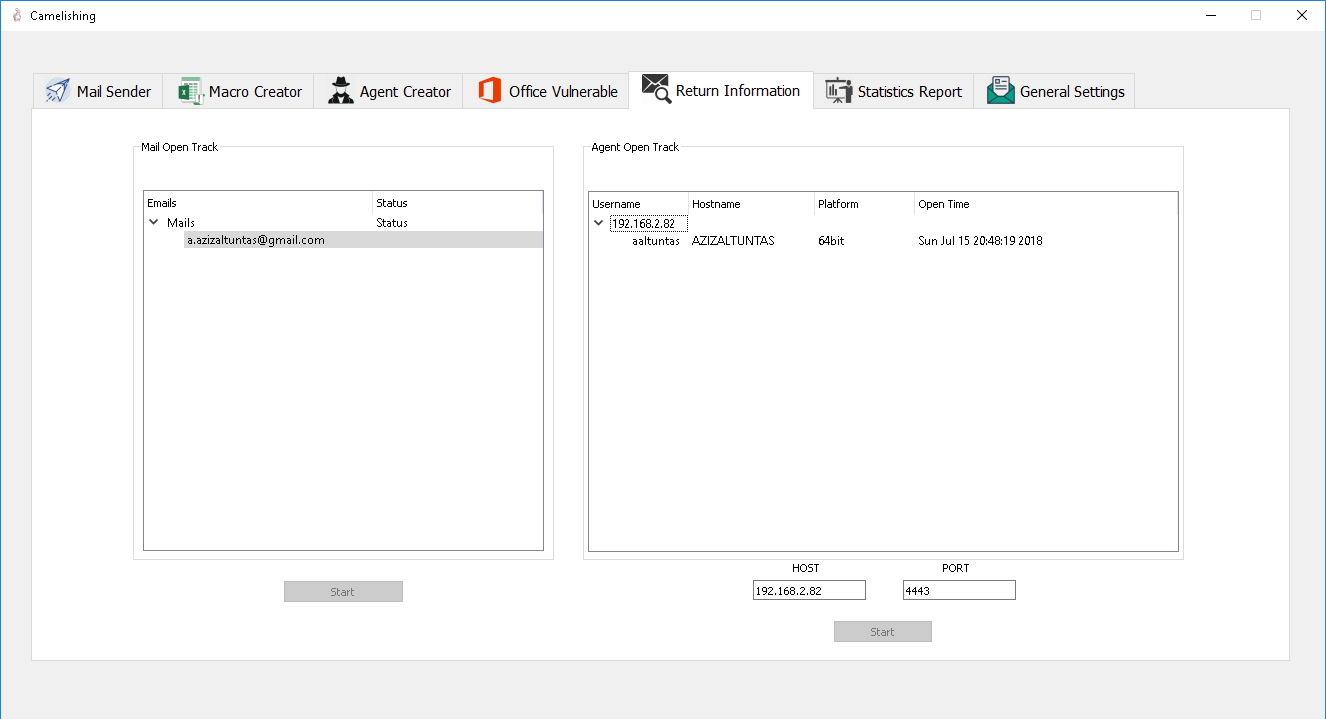 Camelishing
Mail Sender Macro Creator Agent Creator Office Vulnerable Return Information Statistics Report General Settings
Mail Open Track
Emails Status
Mails Status
a.azizaltuntas@gmail.com
Start
Agent Open Track
Username Hostname Platform Open Time
192.168.2.82
aaltuntas AZIZALTUNTAS 64bit Sun Jul 15 20:48:19 2018
HOST PORT
192.168.2.82 4443
Start